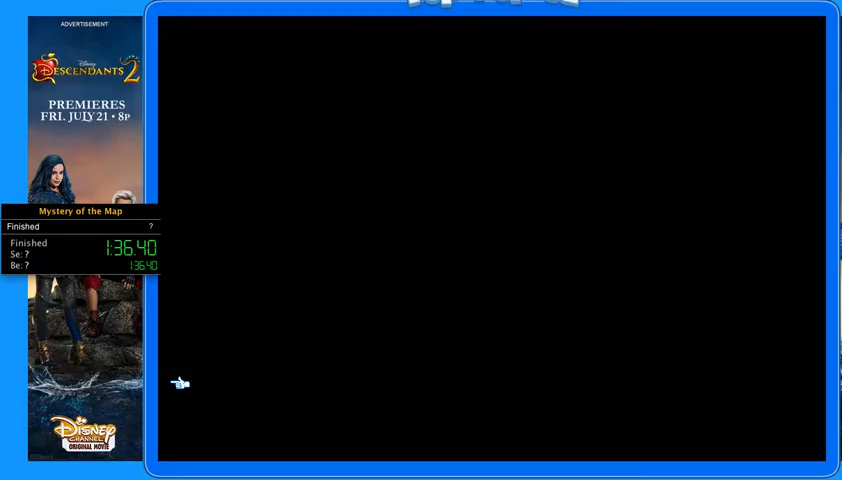 ADVERTISEMENT
Disney
DESCENDANTS 2
PREMIERES
FRI. JULY 21 • 8P
Mystery of the Map
Finished ?
Finished 1:36.40
Se: ?
Be: ? 1:36.40
Disney
CHANNEL
ORIGINAL MOVIE